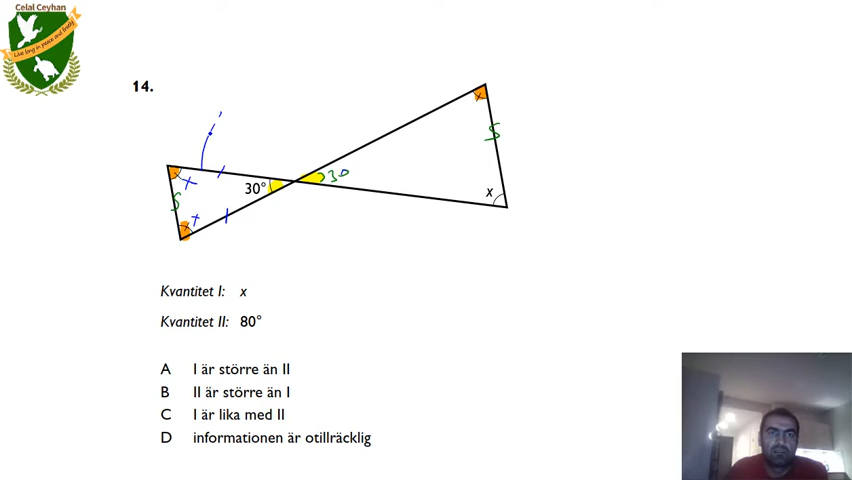 Celal Ceyhan
Live long in peace and firmly
14.
x
S
30
30°
x
x
x
S
x
x
x
Kvantitet I: x
Kvantitet II: 80°
A I är större än II
B II är större än I
C I är lika med II
D informationen är otillräcklig